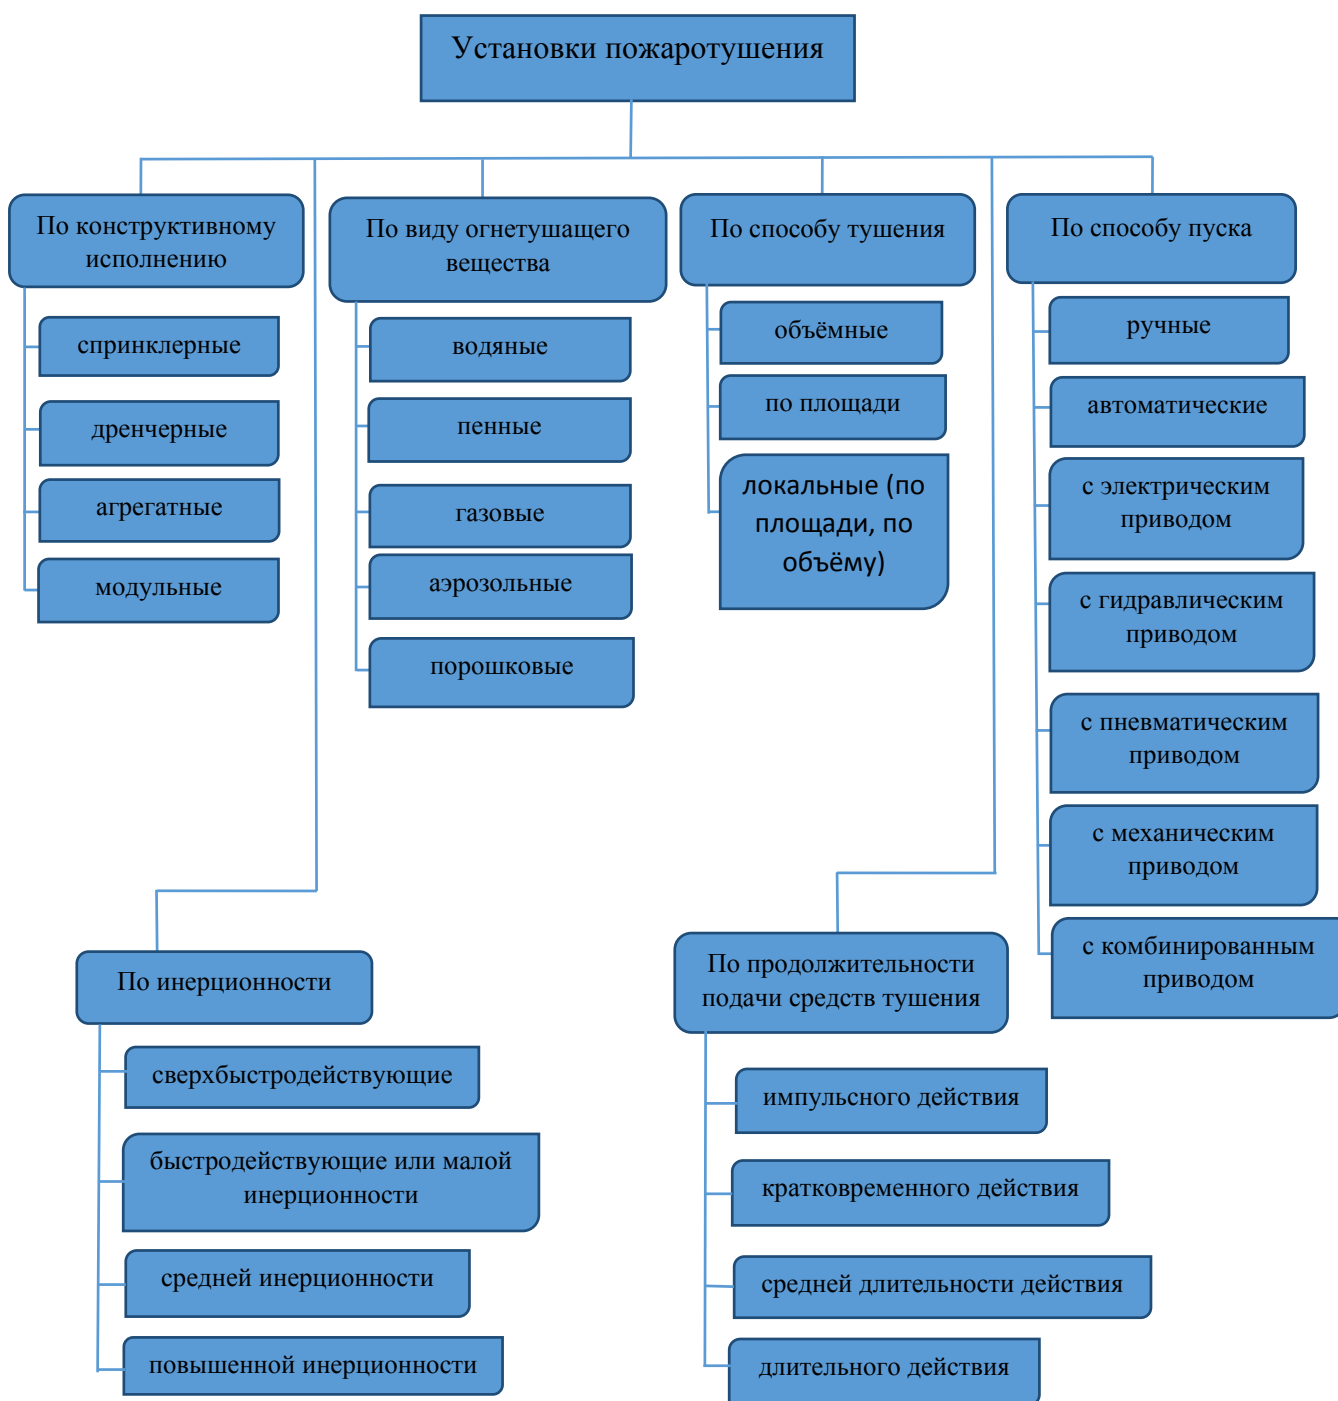 Установки пожаротушения
По конструктивному
исполнению
спринклерные
дренчерные
агрегатные
модульные
По виду огнетушащего
вещества
водяные
пенные
газовые
аэрозольные
порошковые
По способу тушения
объёмные
по площади
локальные (по
площади, по
объёму)
По способу пуска
ручные
автоматические
с электрическим
приводом
с гидравлическим
приводом
с пневматическим
приводом
с механическим
приводом
с комбинированным
приводом
По инерционности
сверхбыстродействующие
быстродействующие или малой
инерционности
средней инерционности
повышенной инерционности
По продолжительности
подачи средств тушения
импульсного действия
кратковременного действия
средней длительности действия
длительного действия